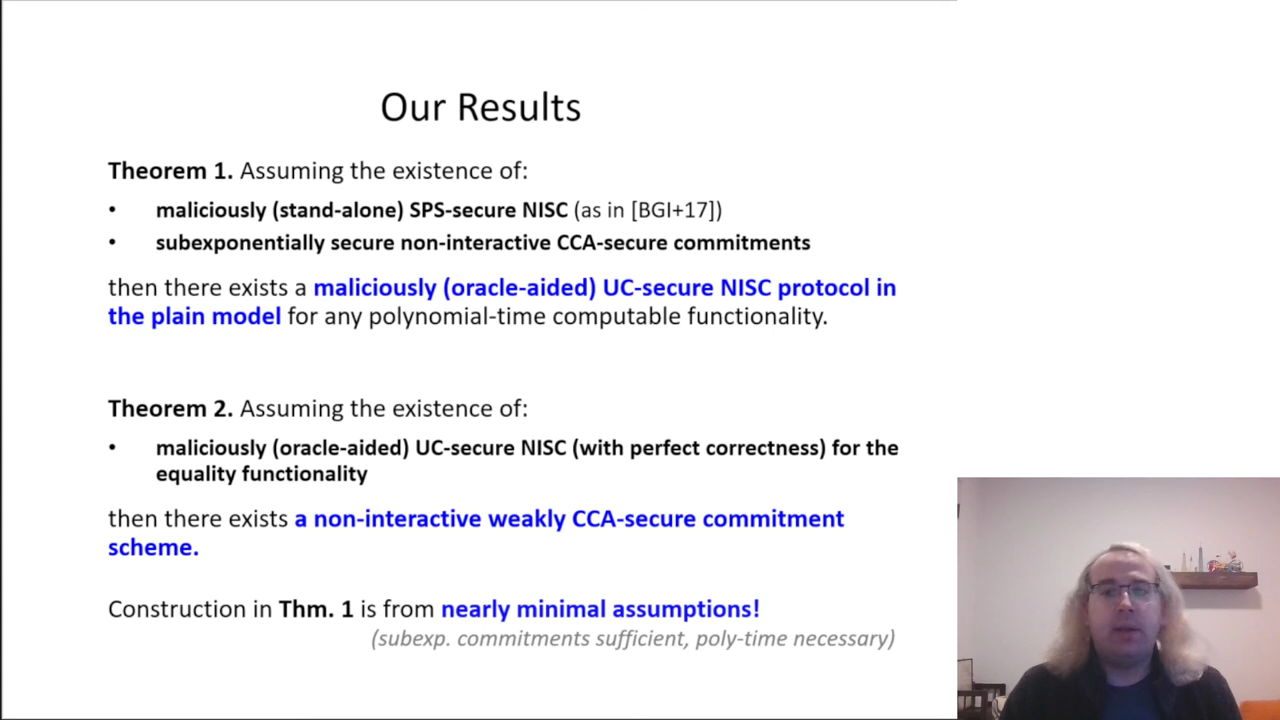 Our Results
Theorem 1. Assuming the existence of:
• maliciously (stand-alone) SPS-secure NISC (as in [BGI+17])
• subexponentially secure non-interactive CCA-secure commitments
then there exists a maliciously (oracle-aided) UC-secure NISC protocol in
the plain model for any polynomial-time computable functionality.
Theorem 2. Assuming the existence of:
• maliciously (oracle-aided) UC-secure NISC (with perfect correctness) for the
equality functionality
then there exists a non-interactive weakly CCA-secure commitment
scheme.
Construction in Thm. 1 is from nearly minimal assumptions!
(subexp. commitments sufficient, poly-time necessary)